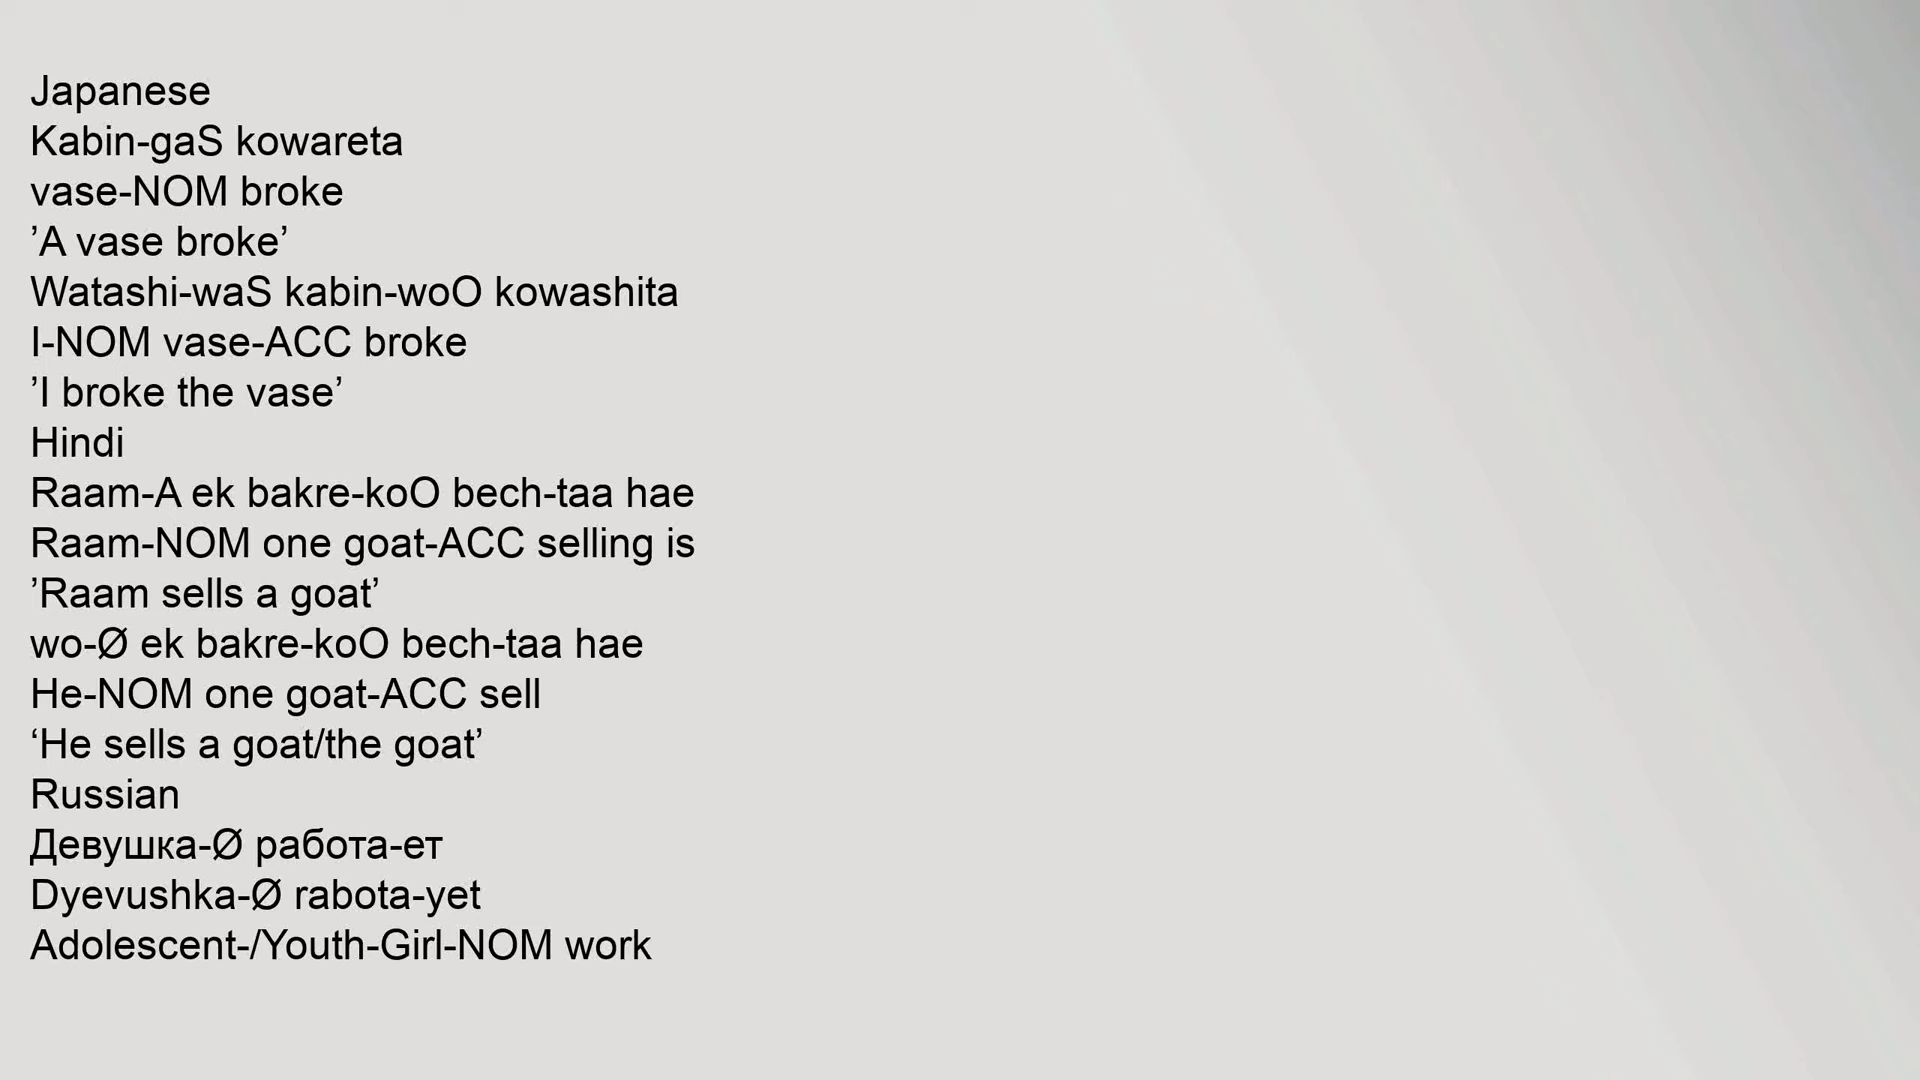 Japanese
Kabin-gaS kowareta
vase-NOM broke
’A vase broke’
Watashi-waS kabin-woO kowashita
I-NOM vase-ACC broke
’I broke the vase’
Hindi
Raam-A ek bakre-koO bech-taa hae
Raam-NOM one goat-ACC selling is
’Raam sells a goat’
wo-Ø ek bakre-koO bech-taa hae
He-NOM one goat-ACC sell
‘He sells a goat/the goat’
Russian
Девушка-Ø работа-ет
Dyevushka-Ø rabota-yet
Adolescent-/Youth-Girl-NOM work